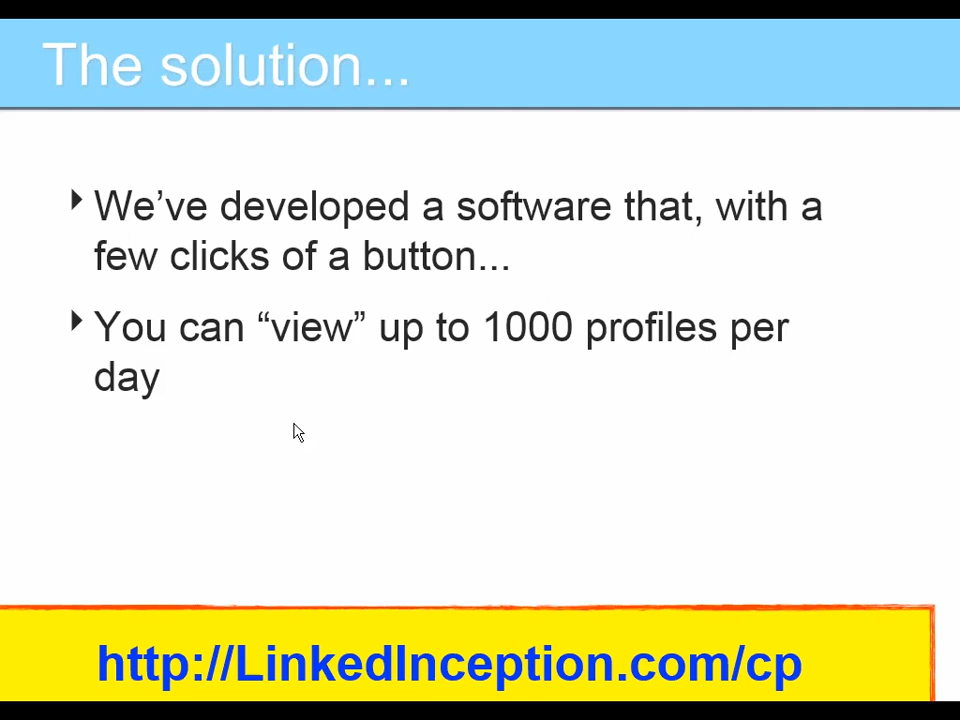 The solution...
We’ve developed a software that, with a
few clicks of a button...
You can “view” up to 1000 profiles per
day
http://LinkedInception.com/cp